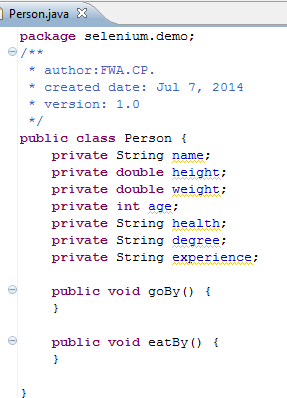 Person.java
package selenium.demo;
/**
 * author:FWA.CP.
 * created date: Jul 7, 2014
 * version: 1.0
 */
public class Person {
    private String name;
    private double height;
    private double weight;
    private int age;
    private String health;
    private String degree;
    private String experience;

    public void goBy() {
    }

    public void eatBy() {
    }

}